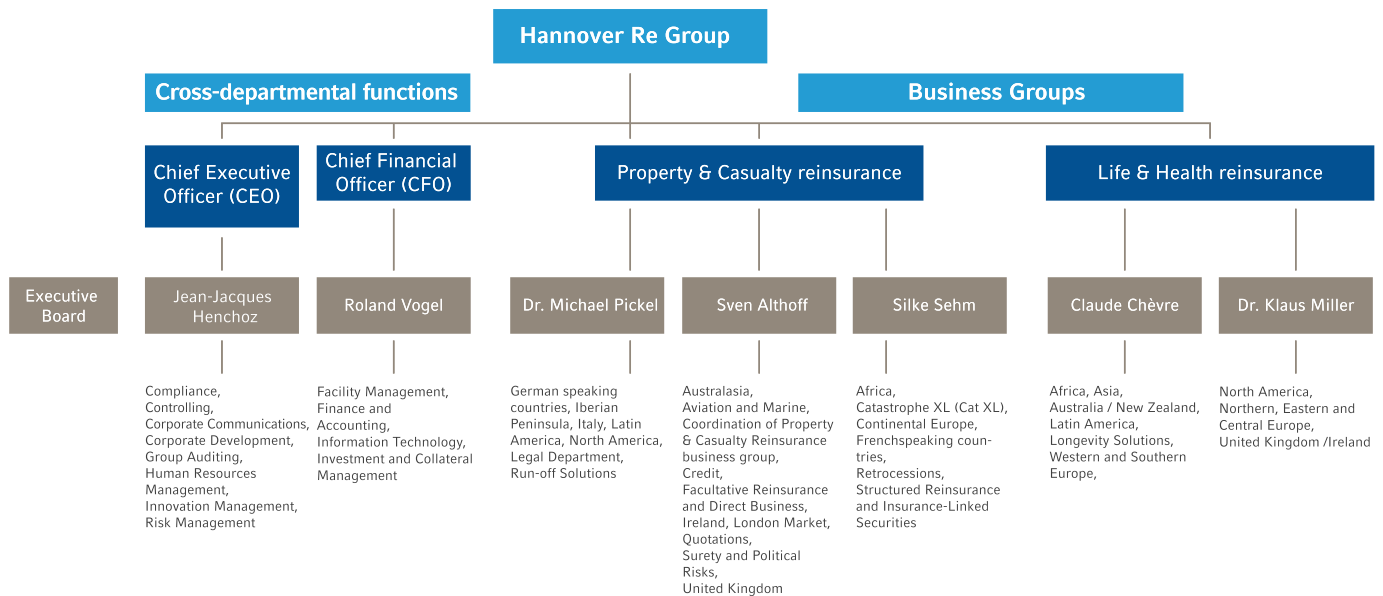 Hannover Re Group
Cross-departmental functions
Business Groups
Chief Executive
Officer (CEO)
Chief Financial
Officer (CFO)
Property & Casualty reinsurance
Life & Health reinsurance
Executive
Board
Jean-Jacques
Henchoz
Roland Vogel
Dr. Michael Pickel
Sven Althoff
Silke Sehm
Claude Chèvre
Dr. Klaus Miller
Compliance,
Controlling,
Corporate Communications,
Corporate Development,
Group Auditing,
Human Resources
Management,
Innovation Management,
Risk Management
Facility Management,
Finance and
Accounting,
Information Technology,
Investment and Collateral
Management
German speaking
countries, Iberian
Peninsula, Italy, Latin
America, North America,
Legal Department,
Run-off Solutions
Australasia,
Aviation and Marine,
Coordination of Property
& Casualty Reinsurance
business group,
Credit,
Facultative Reinsurance
and Direct Business,
Ireland, London Market,
Quotations,
Surety and Political
Risks,
United Kingdom
Africa,
Catastrophe XL (Cat XL),
Continental Europe,
Frenchspeaking coun-
tries,
Retrocessions,
Structured Reinsurance
and Insurance-Linked
Securities
Africa, Asia,
Australia / New Zealand,
Latin America,
Longevity Solutions,
Western and Southern
Europe,
North America,
Northern, Eastern and
Central Europe,
United Kingdom /Ireland